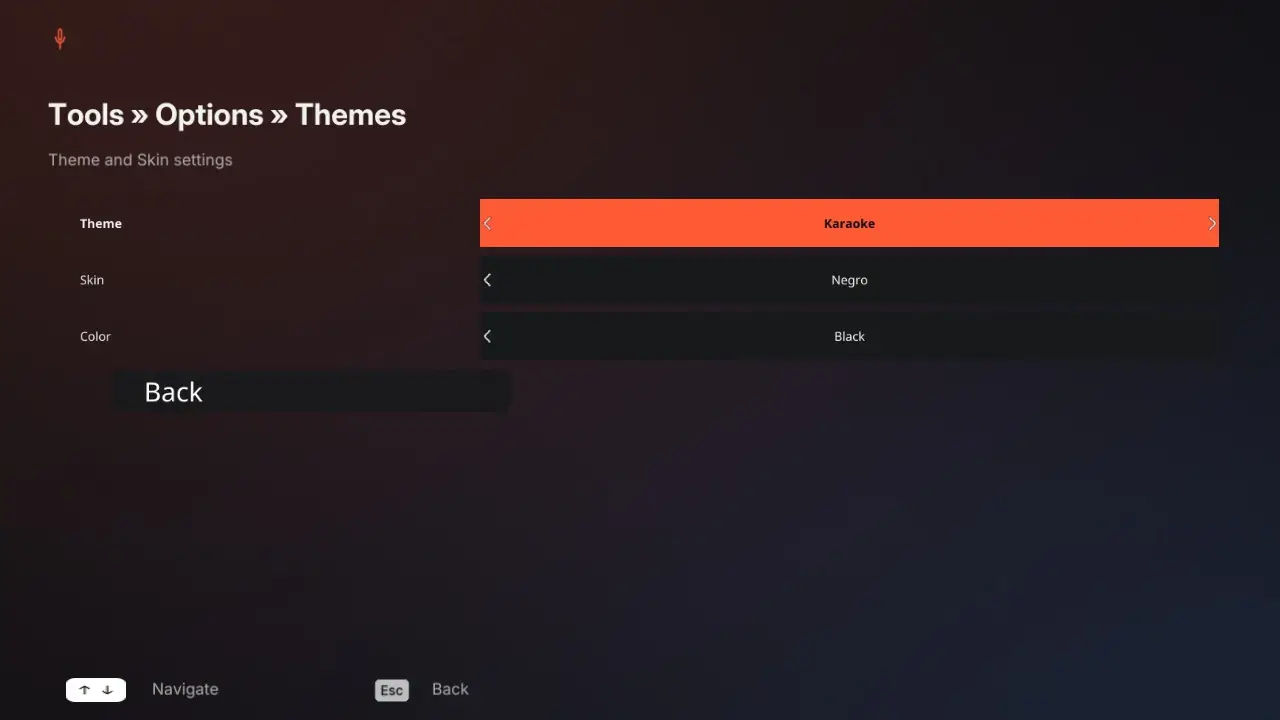 Tools » Options » Themes
Theme and Skin settings
Theme Karaoke
Skin Negro
Color Black
Back
↑ ↓ Navigate Esc Back